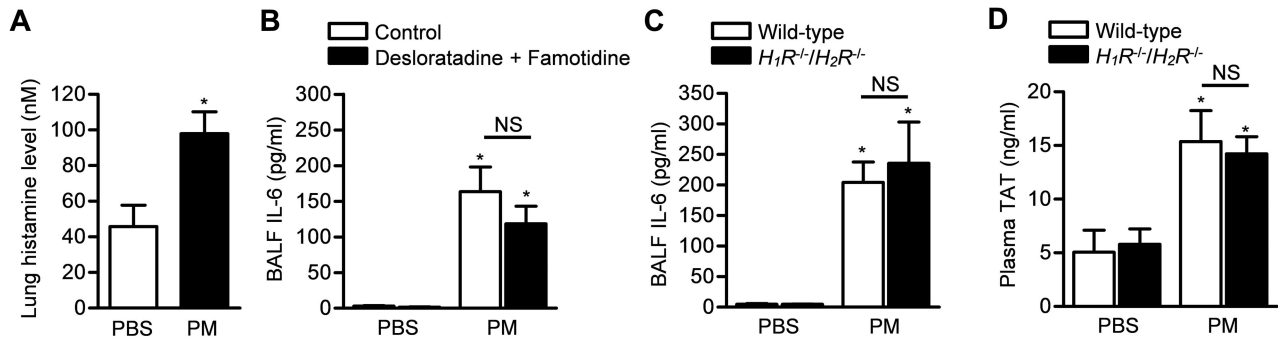 A
Lung histamine level (nM)
120
100
80
60
40
20
0
*
PBS PM
B
Control
Desloratadine + Famotidine
BALF IL-6 (pg/ml)
300
250
200
150
100
50
0
NS
* *
PBS PM
C
Wild-type
H₁R⁻/⁻/H₂R⁻/⁻
BALF IL-6 (pg/ml)
350
300
250
200
150
100
50
0
NS
* *
PBS PM
D
Wild-type
H₁R⁻/⁻/H₂R⁻/⁻
Plasma TAT (ng/ml)
20
15
10
5
0
NS
* *
PBS PM